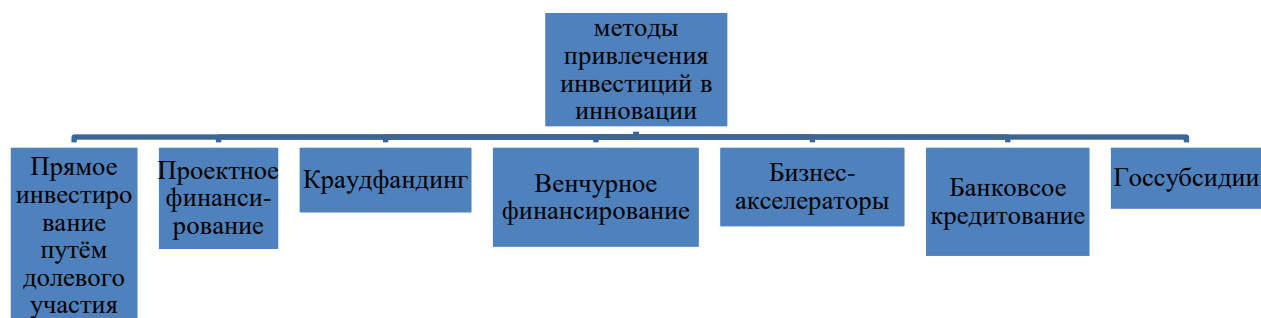 методы
привлечения
инвестиций в
инновации
Прямое
инвестиро
вание
путём
долевого
участия
Проектное
финанси-
рование
Краудфандинг
Венчурное
финансирование
Бизнес-
акселераторы
Банковсое
кредитование
Госсубсидии